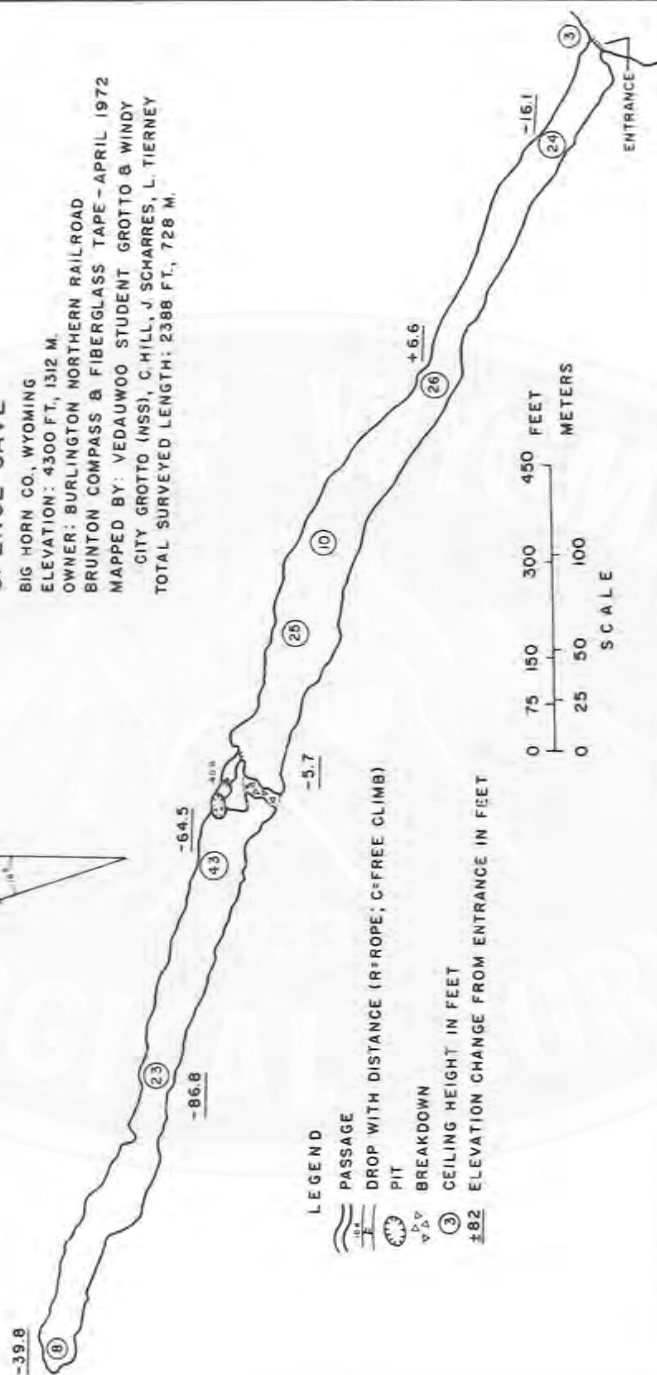 BIG HORN CO., WYOMING
ELEVATION: 4300 FT, 1312 M.
OWNER: BURLINGTON NORTHERN RAILROAD
BRUNTON COMPASS & FIBERGLASS TAPE - APRIL 1972
MAPPED BY: VEDAUWOO STUDENT GROTTO & WINDY
CITY GROTTO (NSS), C. HILL, J. SCHARRES, L. TIERNEY
TOTAL SURVEYED LENGTH: 2388 FT., 728 M.
3
ENTRANCE
-16.1
24
+6.6
26
10
25
-5.7
-64.5
43
23
-86.8
-39.8
8
0 75 150 300 450 FEET
0 25 50 100 METERS
SCALE
LEGEND
PASSAGE
DROP WITH DISTANCE (R=ROPE; C=FREE CLIMB)
PIT
BREAKDOWN
3 CEILING HEIGHT IN FEET
±82 ELEVATION CHANGE FROM ENTRANCE IN FEET